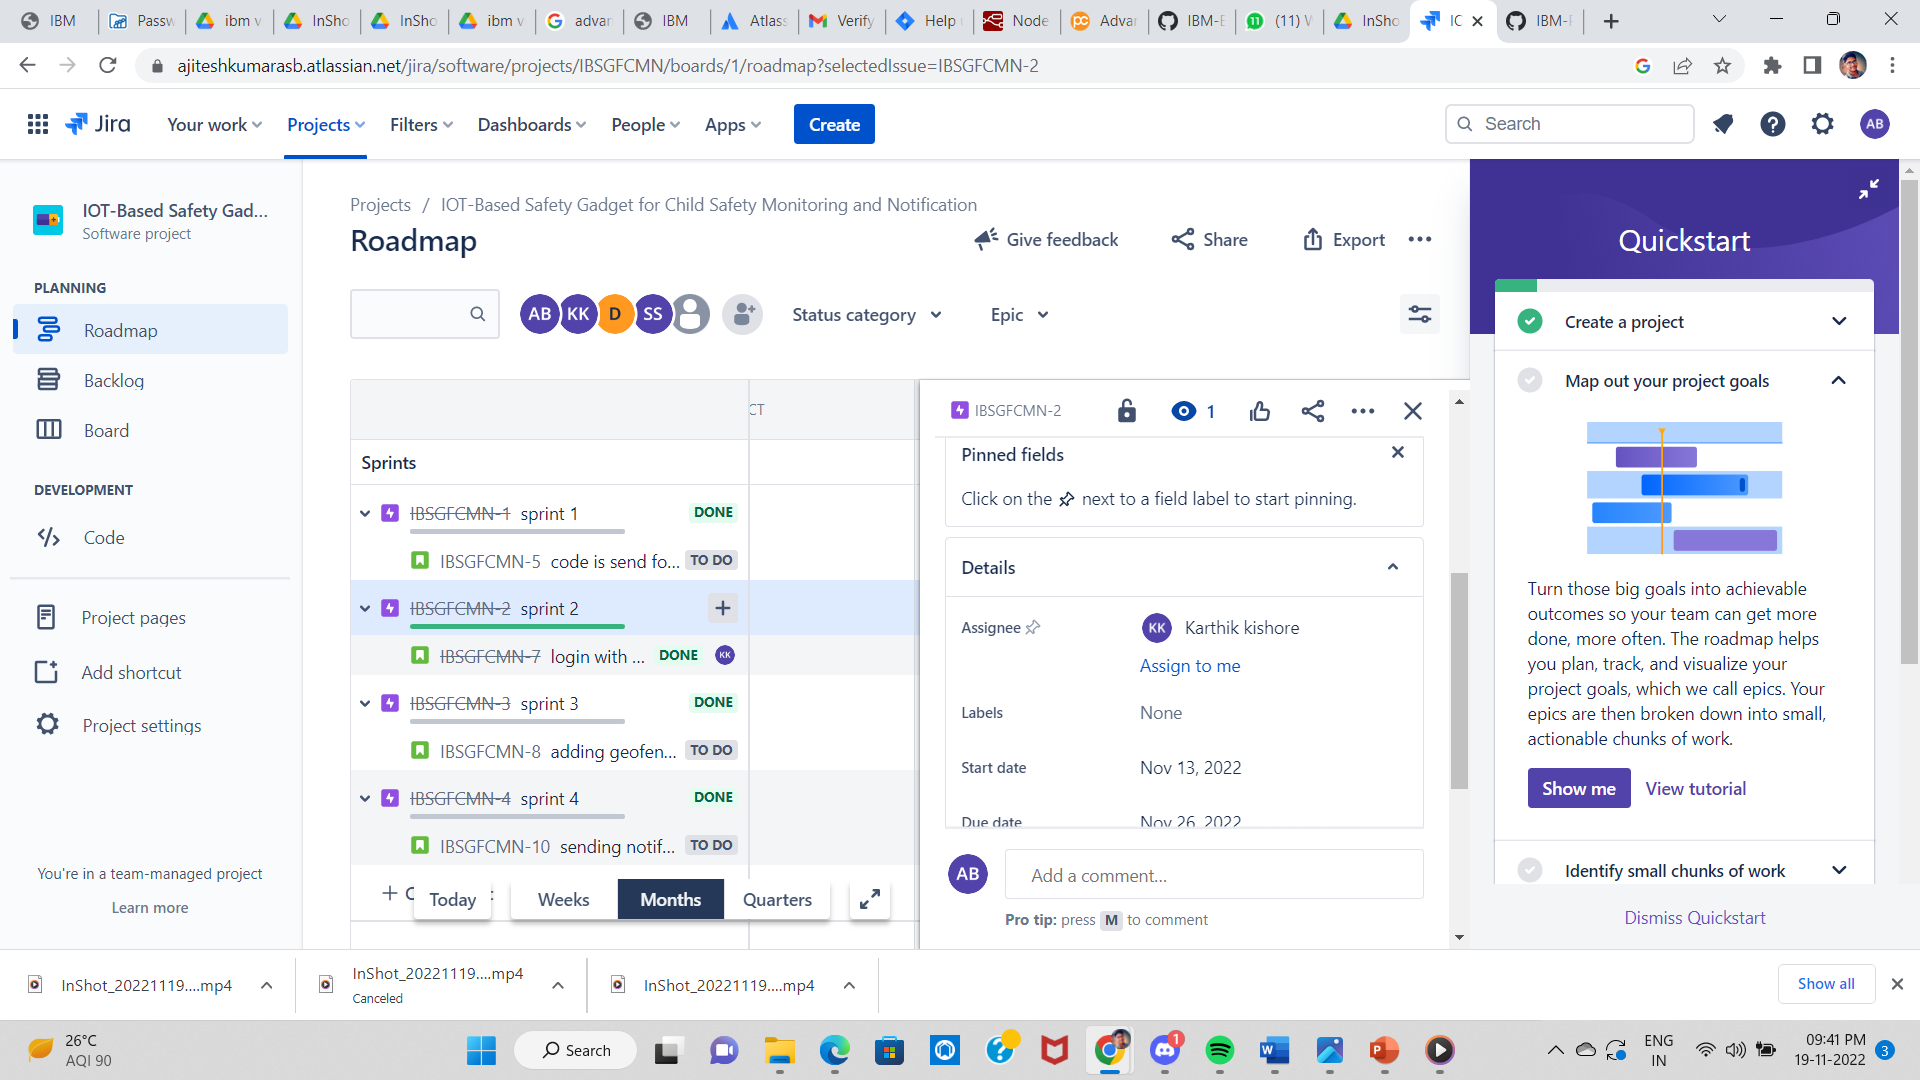 IBM
Passw
ibm v
InSho
InSho
ibm v
advar
IBM
Atlass
Verify
Help
Node
Advar
IBM-E
(11) W
InSho
IC
IBM-F
ajiteshkumarasb.atlassian.net/jira/software/projects/IBSGFCMN/boards/1/roadmap?selectedIssue=IBSGFCMN-2
Jira
Your work
Projects
Filters
Dashboards
People
Apps
Create
Search
AB
IOT-Based Safety Gad...
Software project
PLANNING
Roadmap
Backlog
Board
DEVELOPMENT
Code
Project pages
Add shortcut
Project settings
You're in a team-managed project
Learn more
Projects / IOT-Based Safety Gadget for Child Safety Monitoring and Notification
Roadmap
Give feedback
Share
Export
AB KK D SS
Status category
Epic
CT
Sprints
IBSGFCMN-1 sprint 1 DONE
IBSGFCMN-5 code is send fo... TO DO
IBSGFCMN-2 sprint 2
IBSGFCMN-7 login with ... DONE KK
IBSGFCMN-3 sprint 3 DONE
IBSGFCMN-8 adding geofen... TO DO
IBSGFCMN-4 sprint 4 DONE
IBSGFCMN-10 sending notif... TO DO
Today
Weeks
Months
Quarters
IBSGFCMN-2
1
Pinned fields
Click on the next to a field label to start pinning.
Details
Assignee
KK Karthik kishore
Assign to me
Labels None
Start date Nov 13, 2022
Due date Nov 26, 2022
AB Add a comment...
Pro tip: press M to comment
Quickstart
Create a project
Map out your project goals
Turn those big goals into achievable
outcomes so your team can get more
done, more often. The roadmap helps
you plan, track, and visualize your
project goals, which we call epics. Your
epics are then broken down into small,
actionable chunks of work.
Show me
View tutorial
Identify small chunks of work
Dismiss Quickstart
InShot_20221119....mp4
InShot_20221119....mp4
Canceled
InShot_20221119....mp4
Show all
26°C
AQI 90
Search
1
ENG
IN
09:41 PM
19-11-2022
3